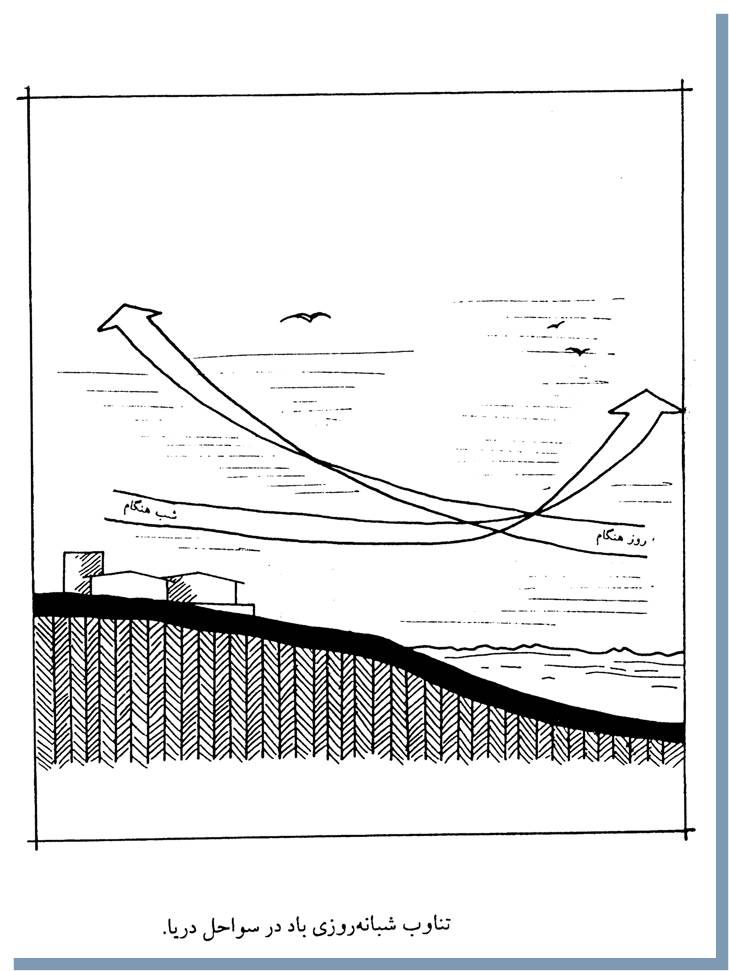 شب هنگام
روز هنگام
تناوب شبانه‌روزی باد در سواحل دریا.